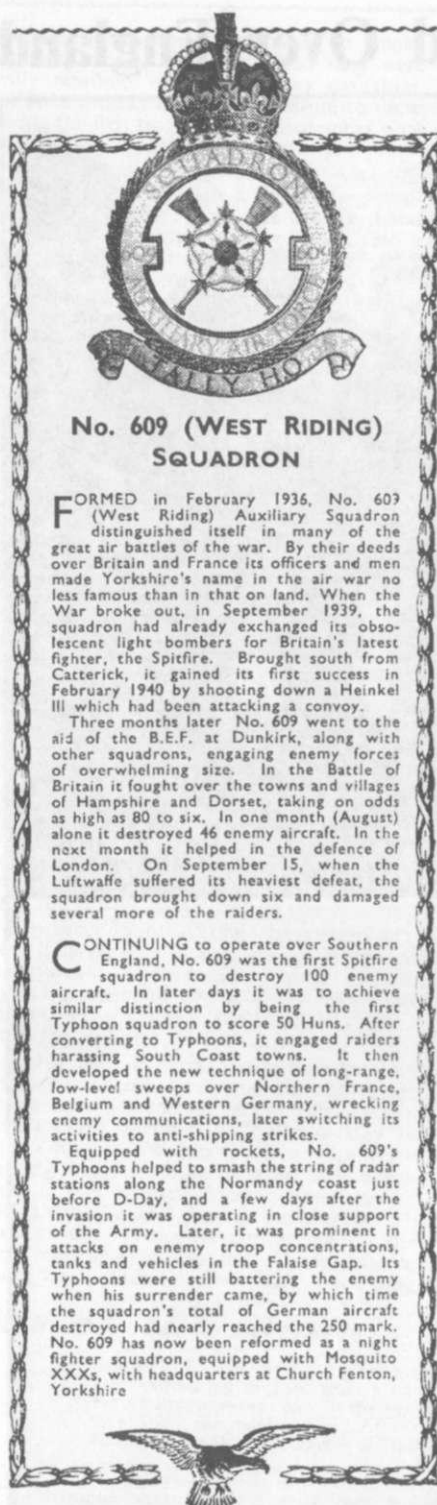 SQUADRON
609 609
AUXILIARY AIR FORCE
TALLY HO
No. 609 (WEST RIDING)
SQUADRON
FORMED in February 1936, No. 609
(West Riding) Auxiliary Squadron
distinguished itself in many of the
great air battles of the war. By their deeds
over Britain and France its officers and men
made Yorkshire's name in the air war no
less famous than in that on land. When the
War broke out, in September 1939, the
squadron had already exchanged its obso-
lescent light bombers for Britain's latest
fighter, the Spitfire. Brought south from
Catterick, it gained its first success in
February 1940 by shooting down a Heinkel
III which had been attacking a convoy.
Three months later No. 609 went to the
aid of the B.E.F. at Dunkirk, along with
other squadrons, engaging enemy forces
of overwhelming size. In the Battle of
Britain it fought over the towns and villages
of Hampshire and Dorset, taking on odds
as high as 80 to six. In one month (August)
alone it destroyed 46 enemy aircraft. In the
next month it helped in the defence of
London. On September 15, when the
Luftwaffe suffered its heaviest defeat, the
squadron brought down six and damaged
several more of the raiders.
CONTINUING to operate over Southern
England, No. 609 was the first Spitfire
squadron to destroy 100 enemy
aircraft. In later days it was to achieve
similar distinction by being the first
Typhoon squadron to score 50 Huns. After
converting to Typhoons, it engaged raiders
harassing South Coast towns. It then
developed the new technique of long-range,
low-level sweeps over Northern France,
Belgium and Western Germany, wrecking
enemy communications, later switching its
activities to anti-shipping strikes.
Equipped with rockets, No. 609's
Typhoons helped to smash the string of radar
stations along the Normandy coast just
before D-Day, and a few days after the
invasion it was operating in close support
of the Army. Later, it was prominent in
attacks on enemy troop concentrations,
tanks and vehicles in the Falaise Gap. Its
Typhoons were still battering the enemy
when his surrender came, by which time
the squadron's total of German aircraft
destroyed had nearly reached the 250 mark.
No. 609 has now been reformed as a night
fighter squadron, equipped with Mosquito
XXXs, with headquarters at Church Fenton,
Yorkshire